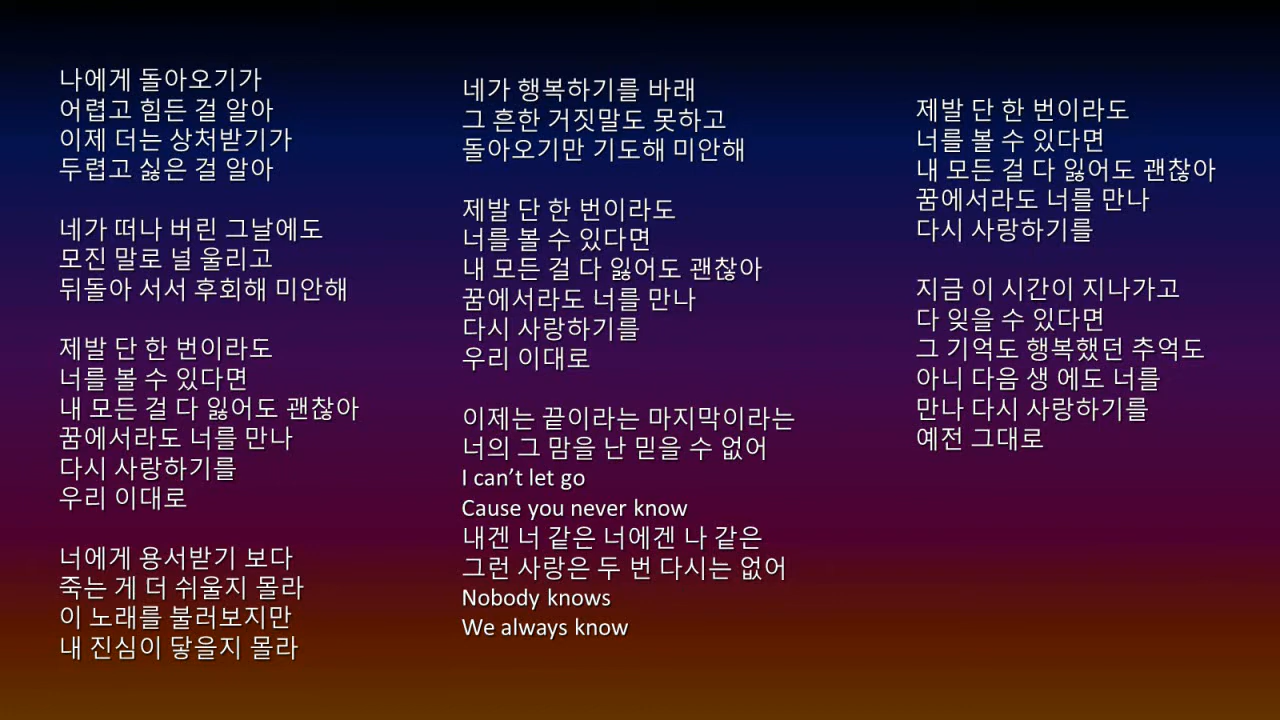 나에게 돌아오기가
어렵고 힘든 걸 알아
이제 더는 상처받기가
두렵고 싫은 걸 알아
네가 떠나 버린 그날에도
모진 말로 널 울리고
뒤돌아 서서 후회해 미안해
제발 단 한 번이라도
너를 볼 수 있다면
내 모든 걸 다 잃어도 괜찮아
꿈에서라도 너를 만나
다시 사랑하기를
우리 이대로
너에게 용서받기 보다
죽는 게 더 쉬울지 몰라
이 노래를 불러보지만
내 진심이 닿을지 몰라
네가 행복하기를 바래
그 흔한 거짓말도 못하고
돌아오기만 기도해 미안해
제발 단 한 번이라도
너를 볼 수 있다면
내 모든 걸 다 잃어도 괜찮아
꿈에서라도 너를 만나
다시 사랑하기를
우리 이대로
이제는 끝이라는 마지막이라는
너의 그 맘을 난 믿을 수 없어
I can’t let go
Cause you never know
내겐 너 같은 너에겐 나 같은
그런 사랑은 두 번 다시는 없어
Nobody knows
We always know
제발 단 한 번이라도
너를 볼 수 있다면
내 모든 걸 다 잃어도 괜찮아
꿈에서라도 너를 만나
다시 사랑하기를
지금 이 시간이 지나가고
다 잊을 수 있다면
그 기억도 행복했던 추억도
아니 다음 생 에도 너를
만나 다시 사랑하기를
예전 그대로